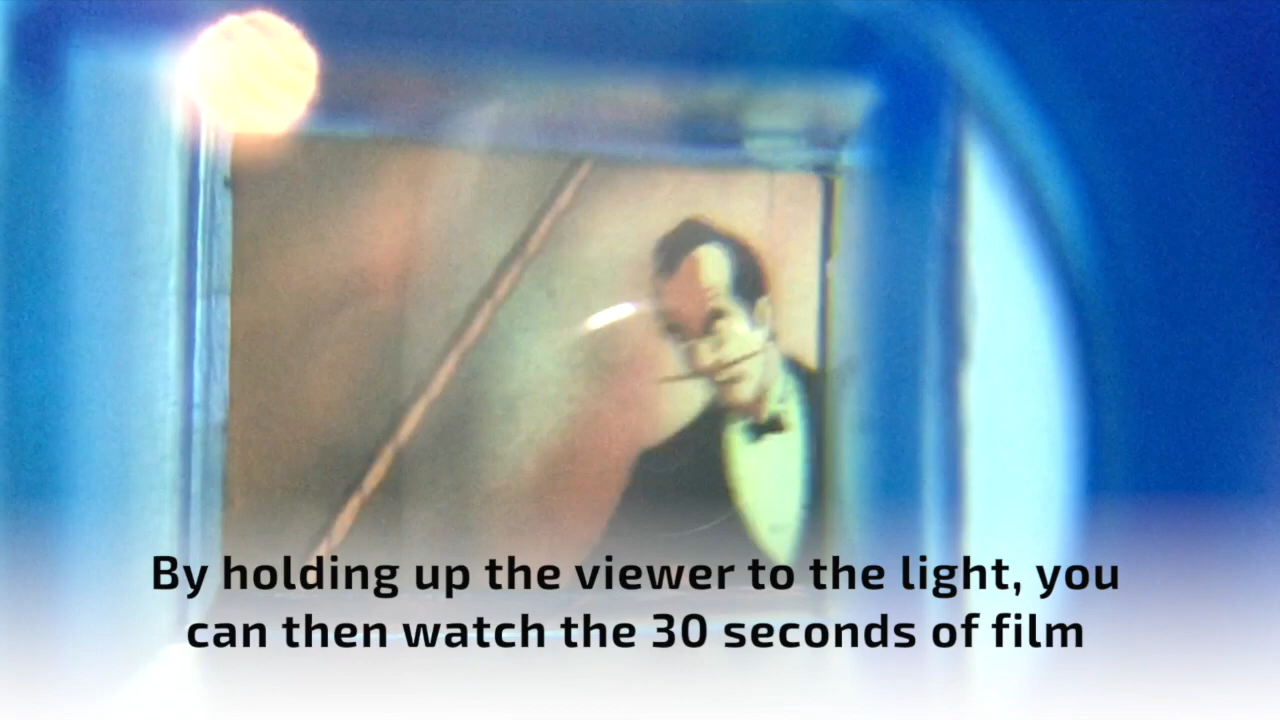 By holding up the viewer to the light, you
can then watch the 30 seconds of film